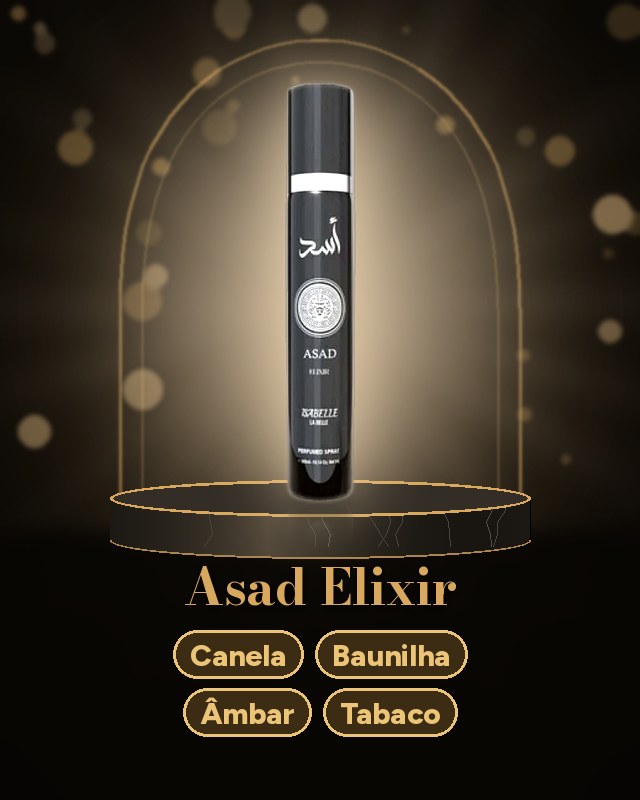 أسد
ASAD
ELIXIR
ISABELLE
LA BELLE
PERFUMED SPRAY
Asad Elixir
Canela Baunilha
Âmbar Tabaco